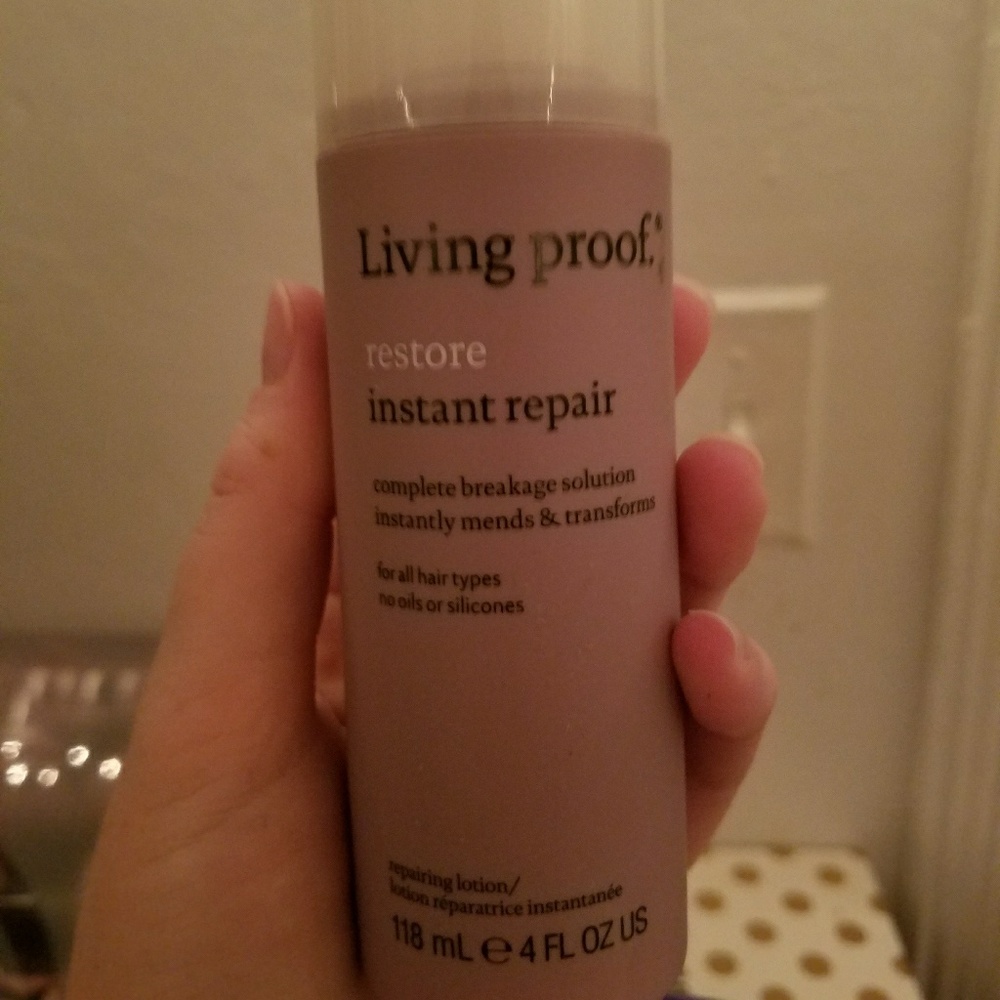 Living proof.®
restore
instant repair
complete breakage solution
instantly mends & transforms
for all hair types
no oils or silicones
repairing lotion/
lotion réparatrice instantanée
118 mL ℮ 4 FL OZ US